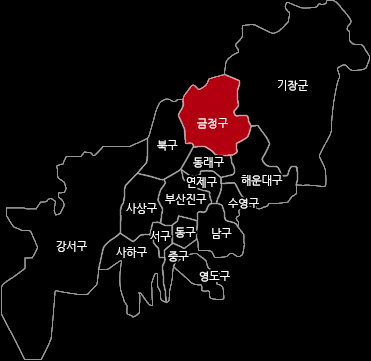 기장군
금정구
북구
동래구
연제구
해운대구
부산진구
수영구
사상구
서구
동구
남구
강서구
사하구
중구
영도구